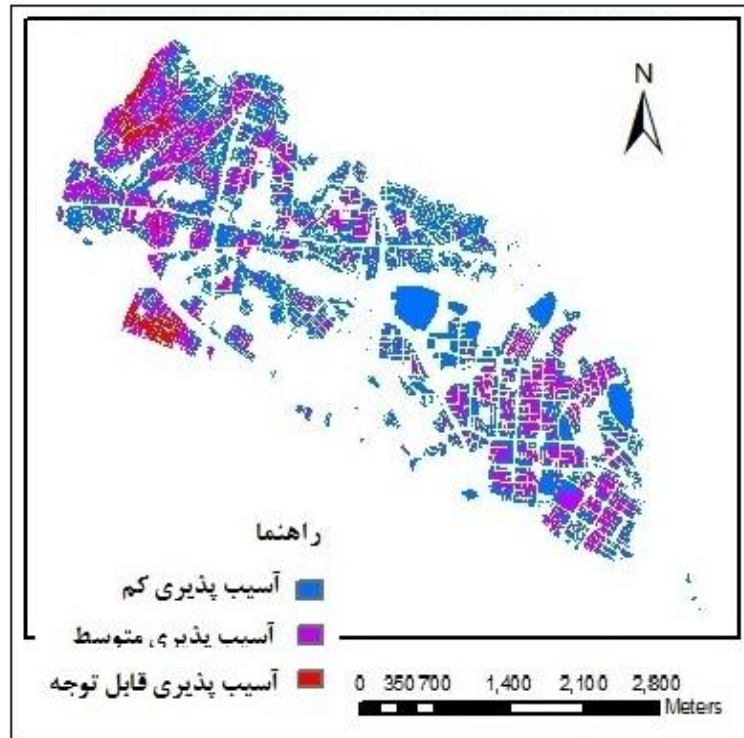 N
راهنما
آسیب پذیری کم
آسیب پذیری متوسط
آسیب پذیری قابل توجه
0 350 700 1,400 2,100 2,800
Meters